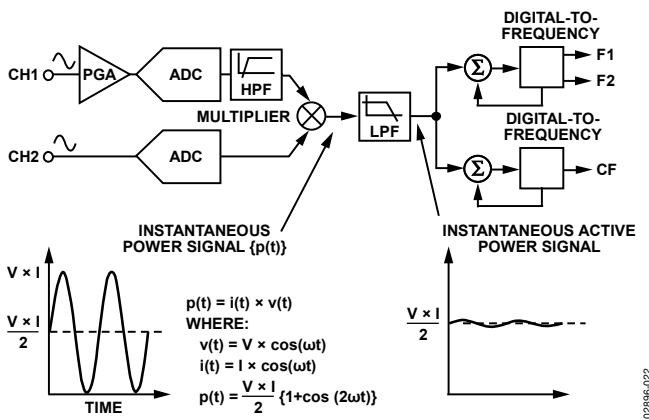 DIGITAL-TO-
FREQUENCY
CH1
PGA
ADC
HPF
F1
F2
MULTIPLIER
LPF
Σ
DIGITAL-TO-
FREQUENCY
CH2
ADC
Σ
CF
INSTANTANEOUS
POWER SIGNAL {p(t)}
INSTANTANEOUS ACTIVE
POWER SIGNAL
V × I
V × I
2
TIME
p(t) = i(t) × v(t)
WHERE:
v(t) = V × cos(ωt)
i(t) = I × cos(ωt)
p(t) = V × I
2
{1+cos (2ωt)}
V × I
2
02896-022